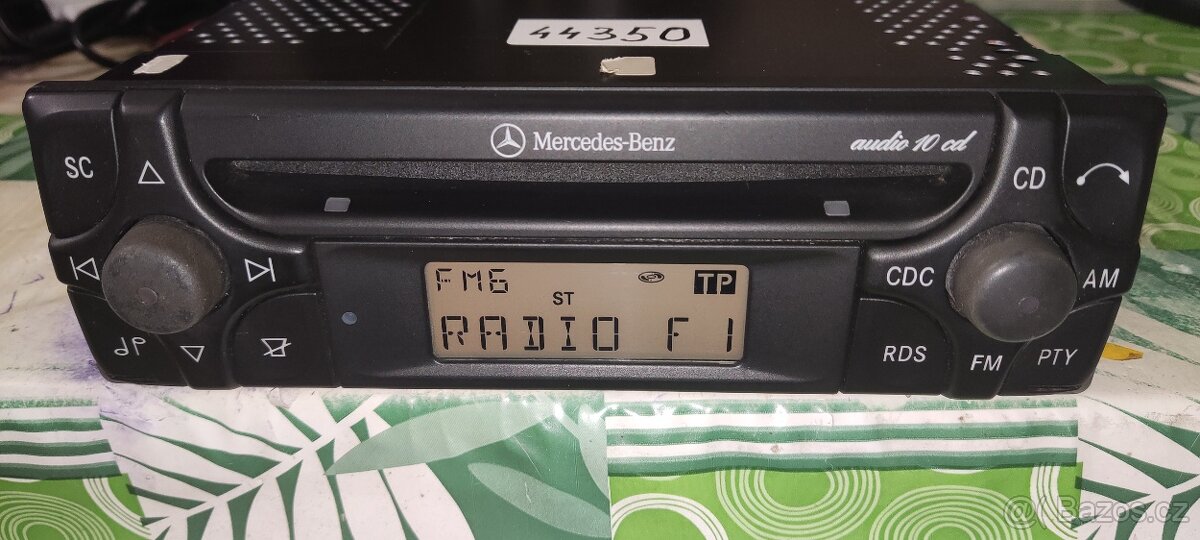 44350
Mercedes-Benz
audio 10 cd
SC
CD
CDC
AM
FM6
ST
TP
RADIO F1
RDS
FM
PTY
Bazos.cz